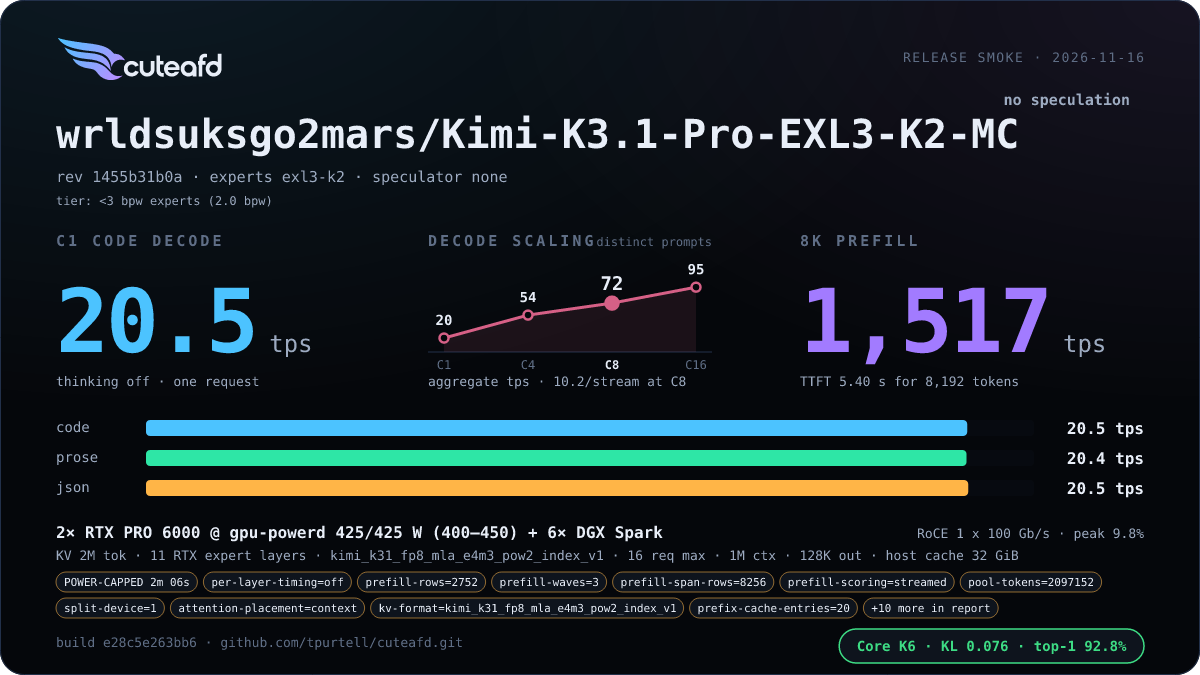 cuteafd
RELEASE SMOKE · 2026-11-16
no speculation
wrldsuksgo2mars/Kimi-K3.1-Pro-EXL3-K2-MC
rev 1455b31b0a · experts exl3-k2 · speculator none
tier: <3 bpw experts (2.0 bpw)
C1 CODE DECODE
20.5 tps
thinking off · one request
DECODE SCALING distinct prompts
20 54 72 95
C1 C4 C8 C16
aggregate tps · 10.2/stream at C8
8K PREFILL
1,517 tps
TTFT 5.40 s for 8,192 tokens
code 20.5 tps
prose 20.4 tps
json 20.5 tps
2× RTX PRO 6000 @ gpu-powerd 425/425 W (400–450) + 6× DGX Spark
RoCE 1 x 100 Gb/s · peak 9.8%
KV 2M tok · 11 RTX expert layers · kimi_k31_fp8_mla_e4m3_pow2_index_v1 · 16 req max · 1M ctx · 128K out · host cache 32 GiB
POWER-CAPPED 2m 06s per-layer-timing=off prefill-rows=2752 prefill-waves=3 prefill-span-rows=8256 prefill-scoring=streamed pool-tokens=2097152
split-device=1 attention-placement=context kv-format=kimi_k31_fp8_mla_e4m3_pow2_index_v1 prefix-cache-entries=20 +10 more in report
build e28c5e263bb6 · github.com/tpurtell/cuteafd.git
Core K6 · KL 0.076 · top-1 92.8%